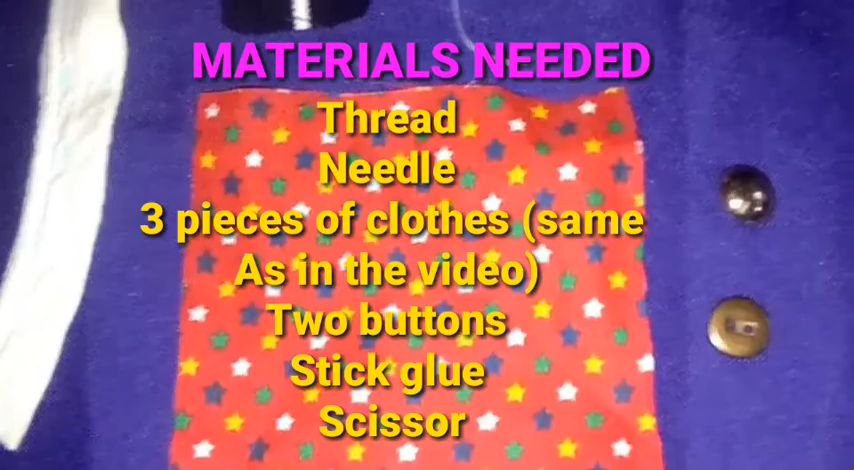 MATERIALS NEEDED
Thread
Needle
3 pieces of clothes (same
As in the video)
Two buttons
Stick glue
Scissor